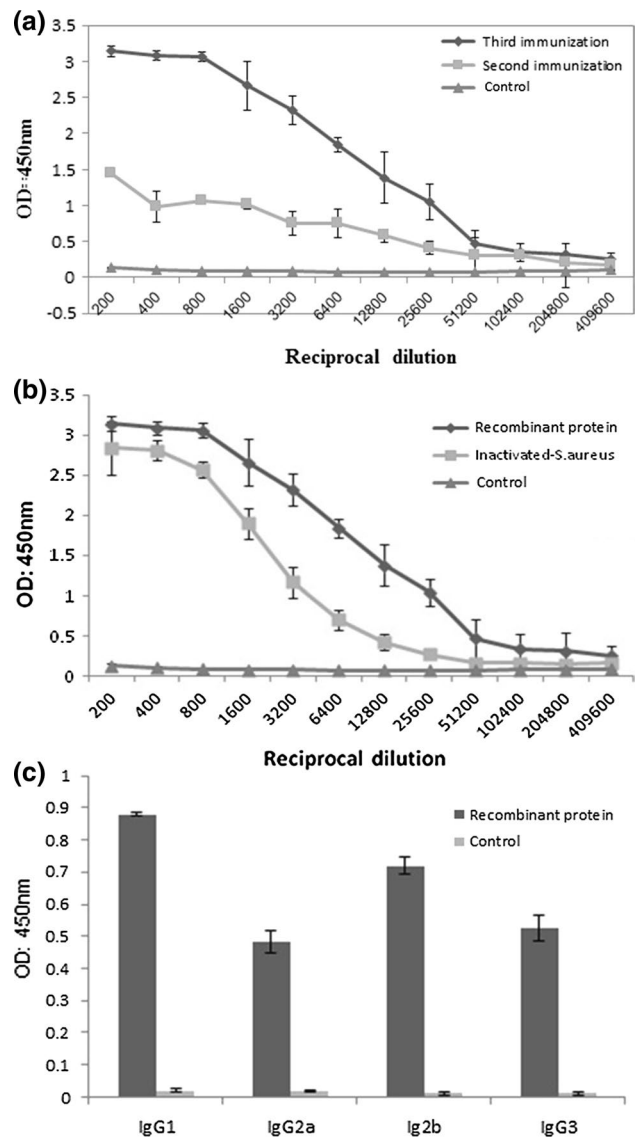 (a)
3.5
3
2.5
2
1.5
1
0.5
0
-0.5
OD=450nm
Third immunization
Second immunization
Control
200 400 800 1600 3200 6400 12800 25600 51200 102400 204800 409600
Reciprocal dilution
(b)
3.5
3
2.5
2
1.5
1
0.5
0
OD: 450nm
Recombinant protein
Inactivated-S.aureus
Control
200 400 800 1600 3200 6400 12800 25600 51200 102400 204800 409600
Reciprocal dilution
(c)
1
0.9
0.8
0.7
0.6
0.5
0.4
0.3
0.2
0.1
0
OD: 450nm
Recombinant protein
Control
IgG1 IgG2a Ig2b IgG3